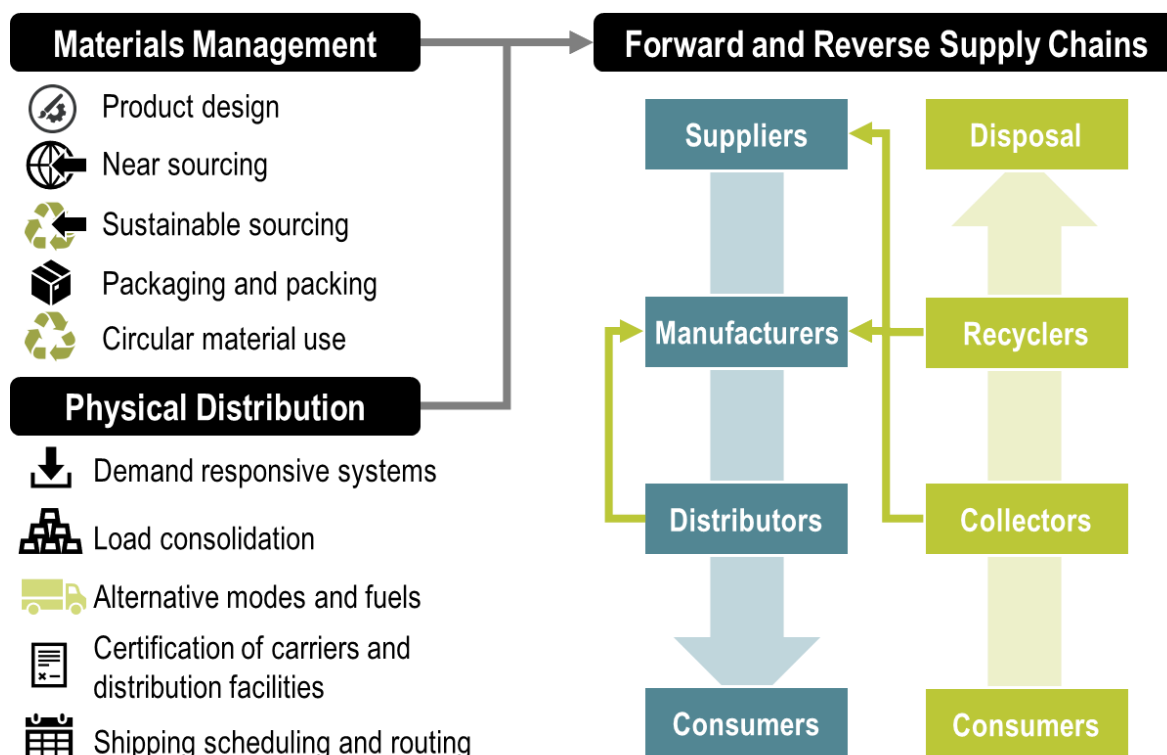 Materials Management
Product design
Near sourcing
Sustainable sourcing
Packaging and packing
Circular material use
Physical Distribution
Demand responsive systems
Load consolidation
Alternative modes and fuels
Certification of carriers and
distribution facilities
Shipping scheduling and routing
Forward and Reverse Supply Chains
Suppliers
Disposal
Manufacturers
Recyclers
Distributors
Collectors
Consumers
Consumers